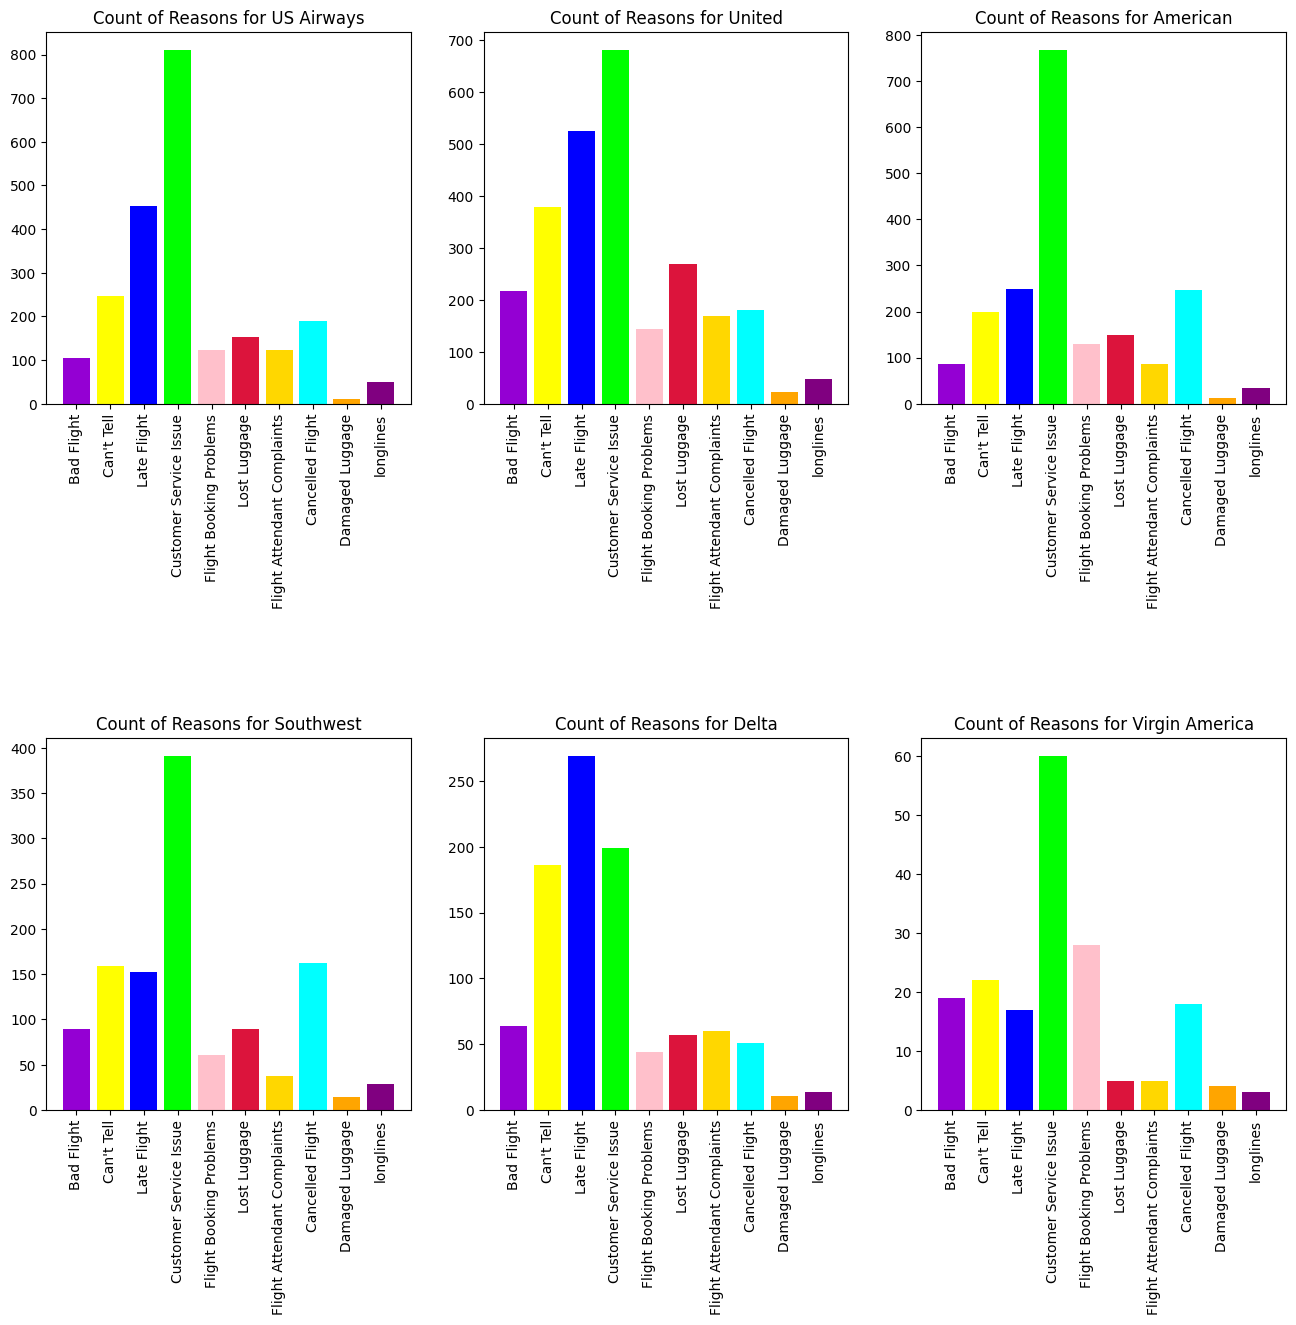 Count of Reasons for US Airways
800
700
600
500
400
300
200
100
0
Bad Flight
Can't Tell
Late Flight
Customer Service Issue
Flight Booking Problems
Lost Luggage
Flight Attendant Complaints
Cancelled Flight
Damaged Luggage
longlines
Count of Reasons for United
700
600
500
400
300
200
100
0
Bad Flight
Can't Tell
Late Flight
Customer Service Issue
Flight Booking Problems
Lost Luggage
Flight Attendant Complaints
Cancelled Flight
Damaged Luggage
longlines
Count of Reasons for American
800
700
600
500
400
300
200
100
0
Bad Flight
Can't Tell
Late Flight
Customer Service Issue
Flight Booking Problems
Lost Luggage
Flight Attendant Complaints
Cancelled Flight
Damaged Luggage
longlines
Count of Reasons for Southwest
400
350
300
250
200
150
100
50
0
Bad Flight
Can't Tell
Late Flight
Customer Service Issue
Flight Booking Problems
Lost Luggage
Flight Attendant Complaints
Cancelled Flight
Damaged Luggage
longlines
Count of Reasons for Delta
250
200
150
100
50
0
Bad Flight
Can't Tell
Late Flight
Customer Service Issue
Flight Booking Problems
Lost Luggage
Flight Attendant Complaints
Cancelled Flight
Damaged Luggage
longlines
Count of Reasons for Virgin America
60
50
40
30
20
10
0
Bad Flight
Can't Tell
Late Flight
Customer Service Issue
Flight Booking Problems
Lost Luggage
Flight Attendant Complaints
Cancelled Flight
Damaged Luggage
longlines